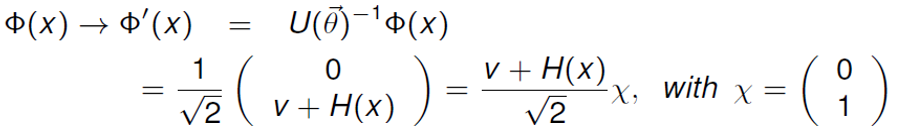 Φ(x) → Φ′(x) = U(θ⃗)⁻¹Φ(x)
= 1/√2 ( 0 ; v + H(x) ) = (v + H(x))/√2 χ, with χ = ( 0 ; 1 )